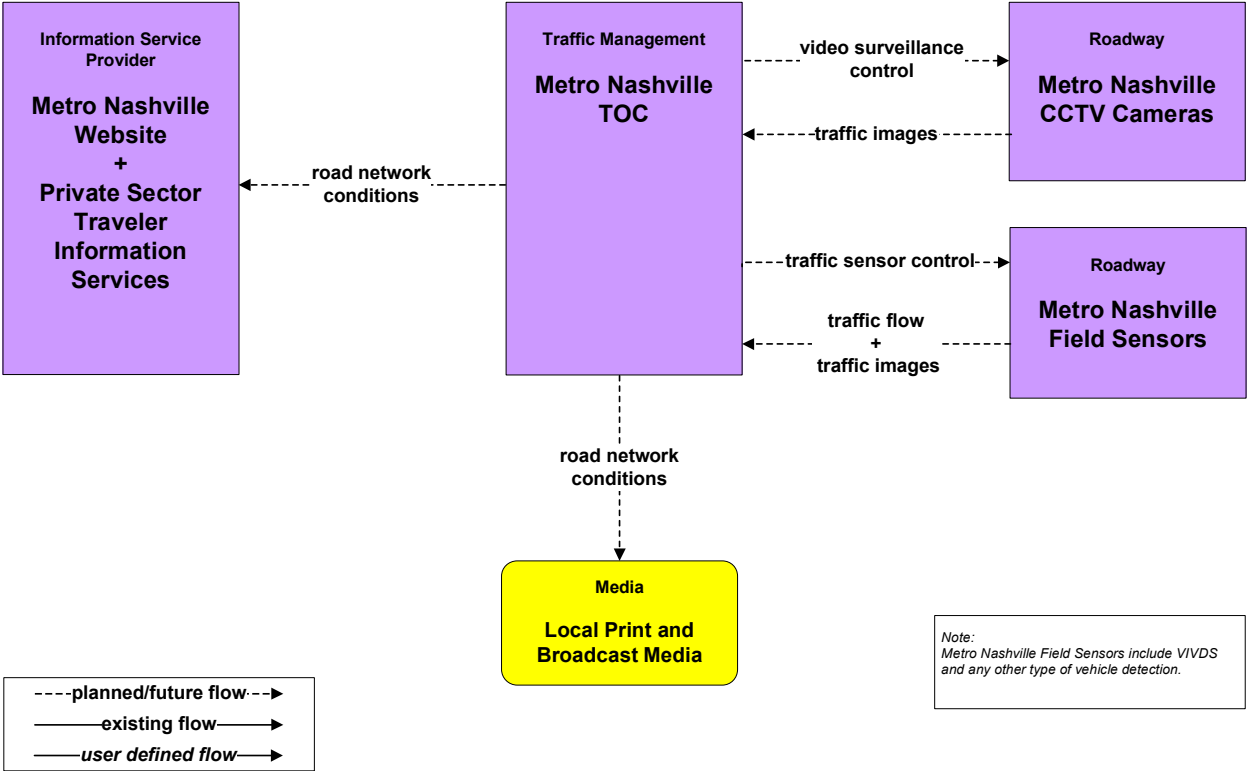 Information Service
Provider
Metro Nashville
Website
+
Private Sector
Traveler
Information
Services
road network
conditions
Traffic Management
Metro Nashville
TOC
video surveillance
control
traffic images
Roadway
Metro Nashville
CCTV Cameras
traffic sensor control
traffic flow
+
traffic images
Roadway
Metro Nashville
Field Sensors
road network
conditions
Media
Local Print and
Broadcast Media
Note:
Metro Nashville Field Sensors include VIVDS
and any other type of vehicle detection.
planned/future flow
existing flow
user defined flow